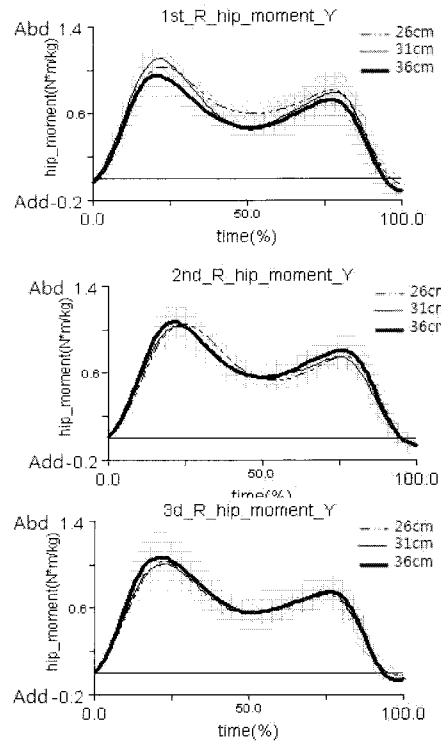 1st_R_hip_moment_Y
Abd 1.4
26cm
31cm
36cm
hip_moment(N*m/kg)
0.6
Add -0.2
0.0 50.0 100.0
time(%)
2nd_R_hip_moment_Y
Abd 1.4
26cm
31cm
36cm
hip_moment(N*m/kg)
0.6
Add -0.2
0.0 50.0 100.0
time(%)
3d_R_hip_moment_Y
Abd 1.4
26cm
31cm
36cm
hip_moment(N*m/kg)
0.6
Add -0.2
0.0 50.0 100.0
time(%)